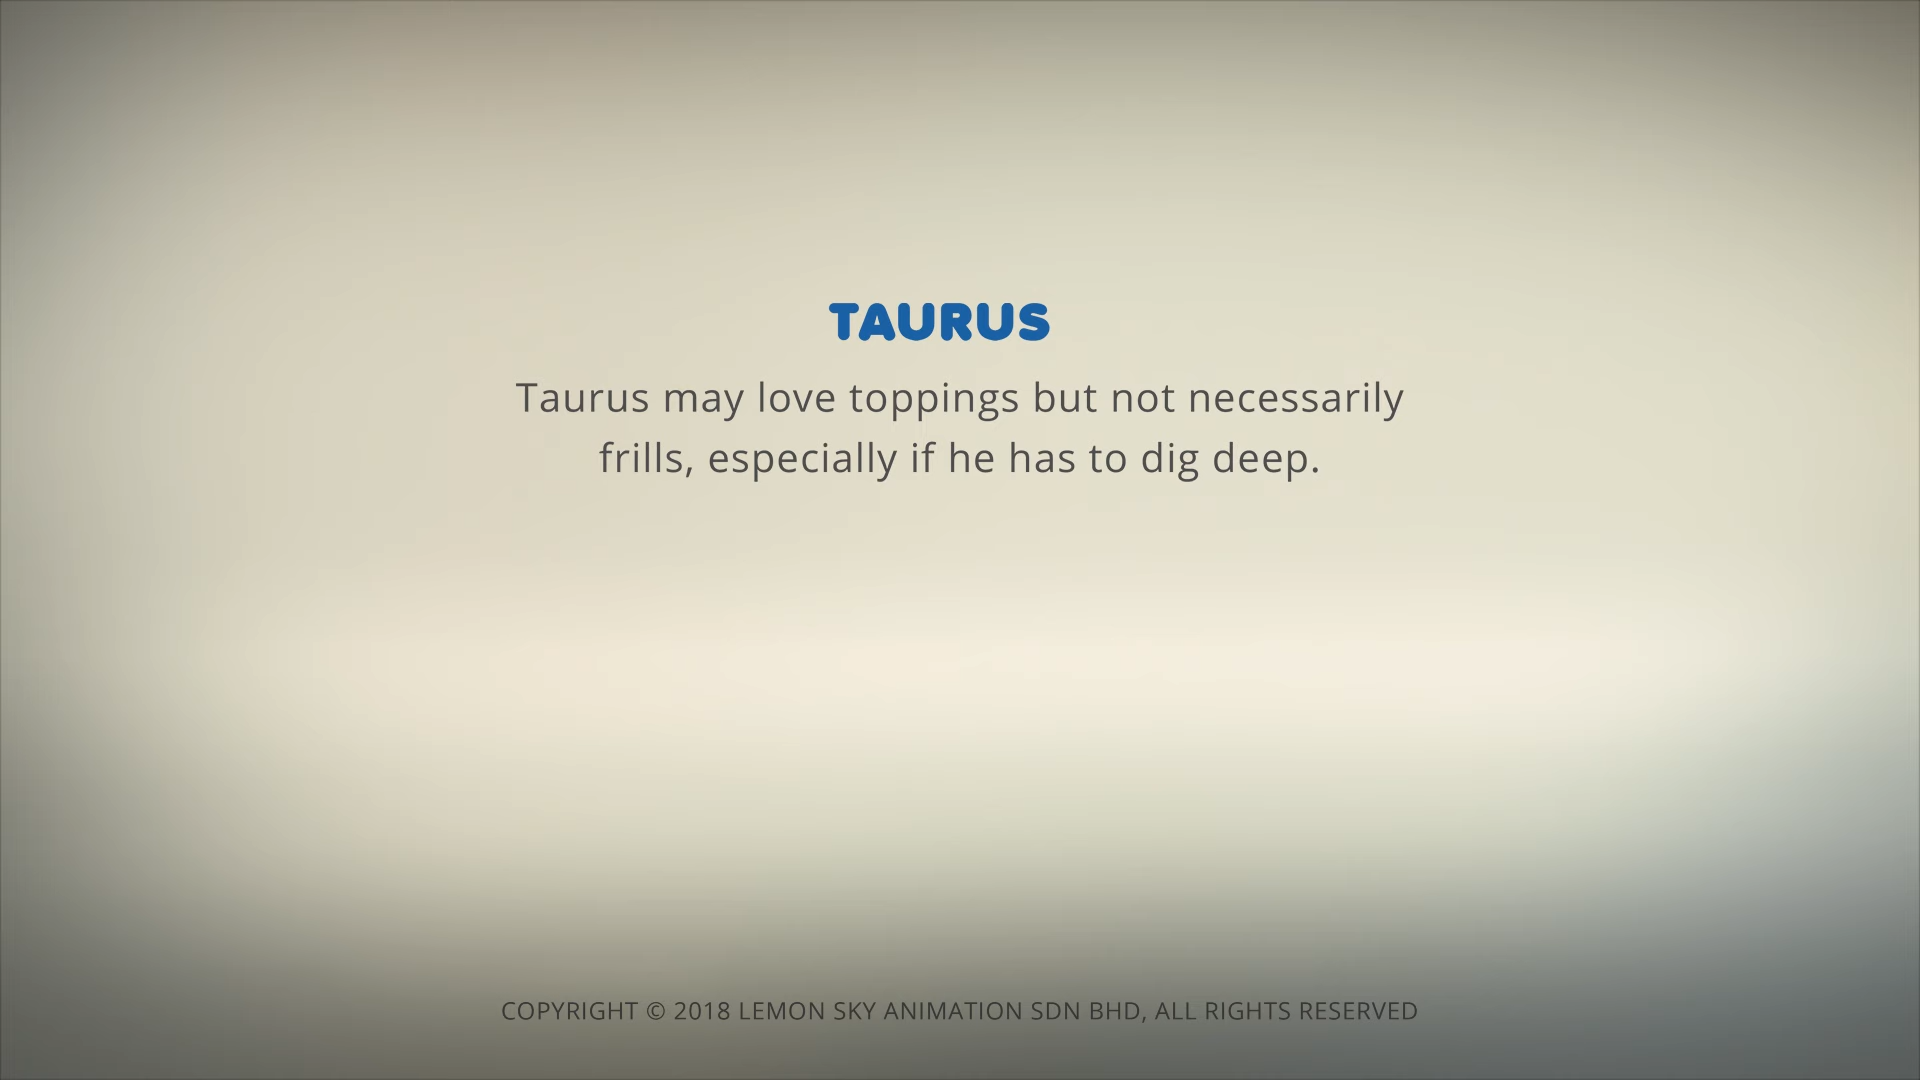 TAURUS
Taurus may love toppings but not necessarily
frills, especially if he has to dig deep.
COPYRIGHT © 2018 LEMON SKY ANIMATION SDN BHD, ALL RIGHTS RESERVED